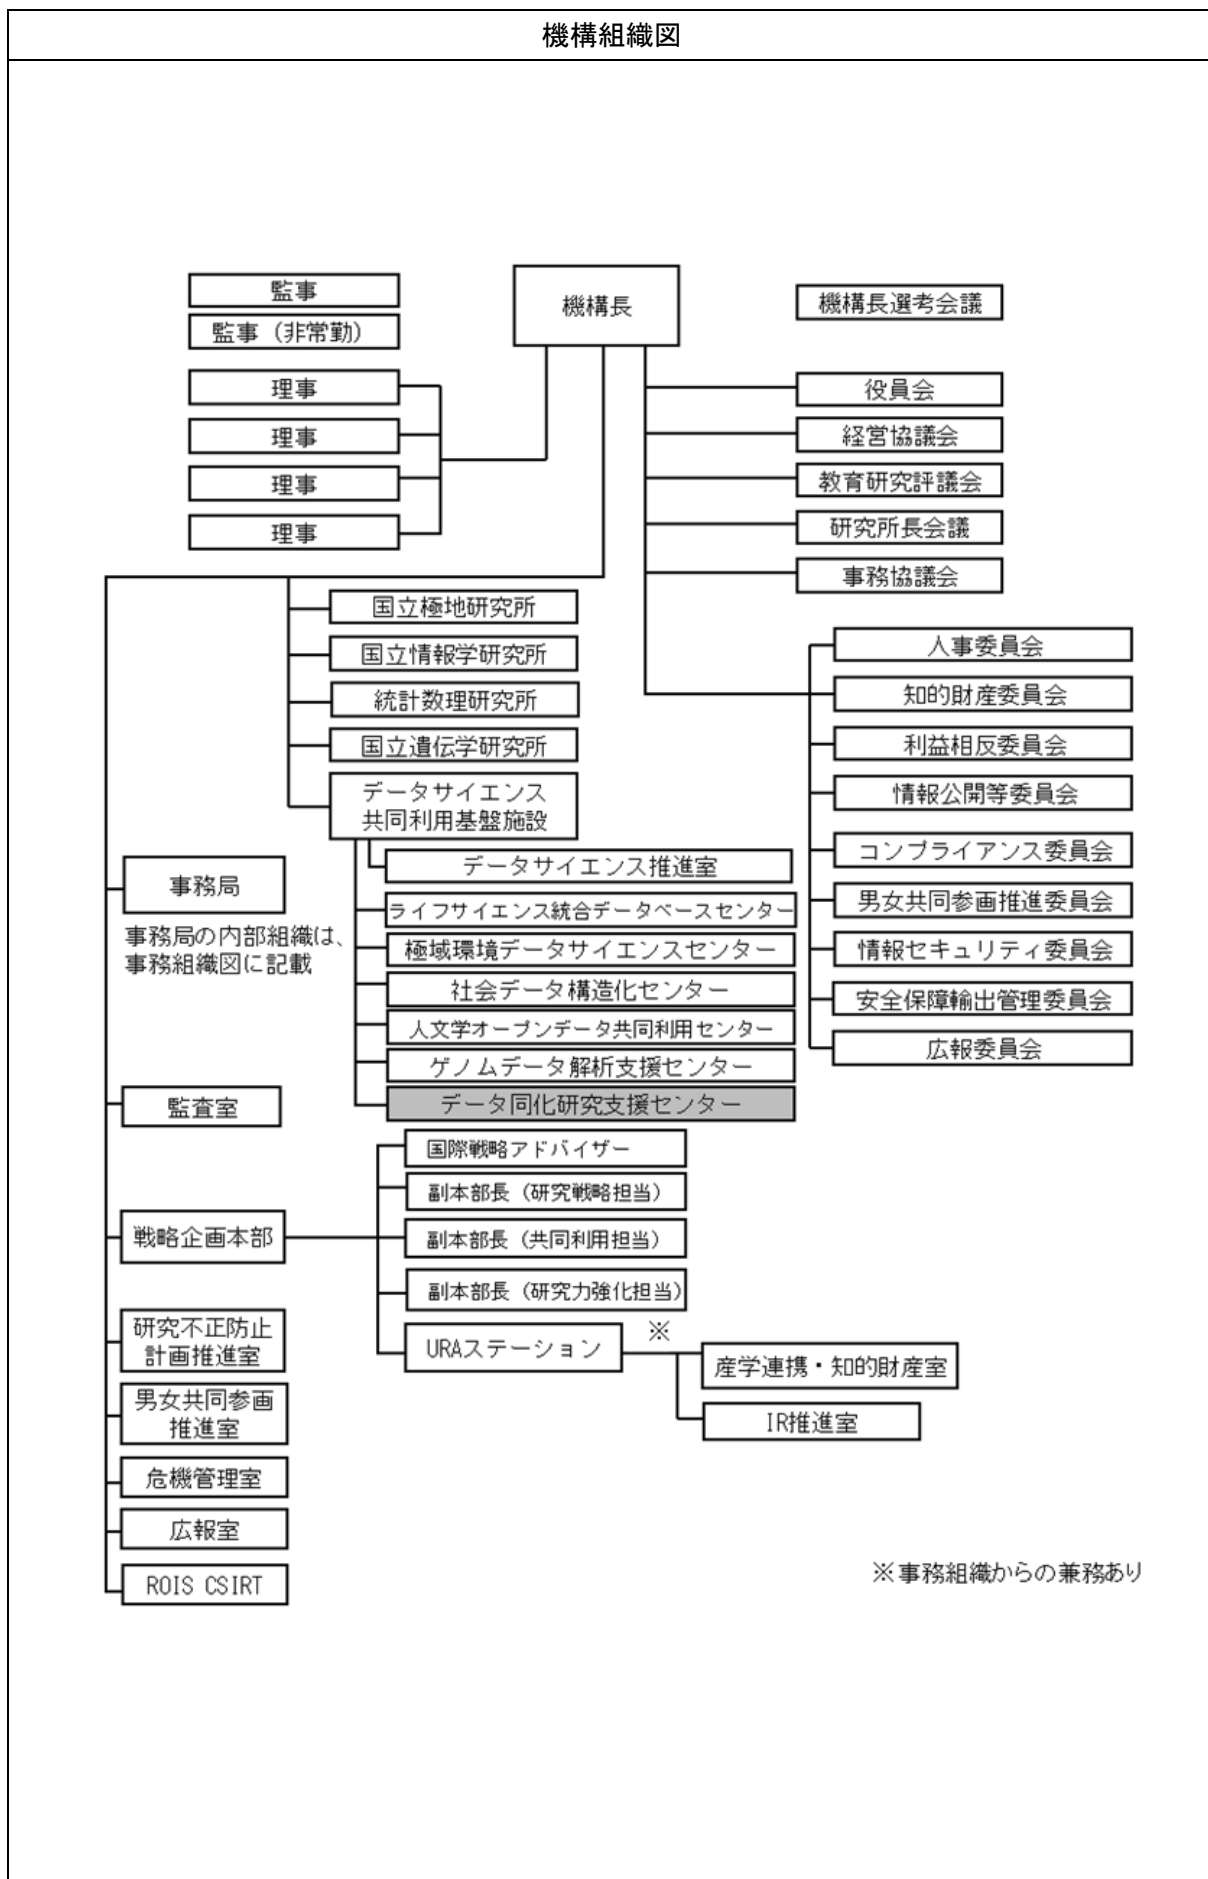 機構組織図
監事
監事（非常勤）
理事
理事
理事
理事
機構長
機構長選考会議
役員会
経営協議会
教育研究評議会
研究所長会議
事務協議会
人事委員会
知的財産委員会
利益相反委員会
情報公開等委員会
コンプライアンス委員会
男女共同参画推進委員会
情報セキュリティ委員会
安全保障輸出管理委員会
広報委員会
国立極地研究所
国立情報学研究所
統計数理研究所
国立遺伝学研究所
データサイエンス
共同利用基盤施設
データサイエンス推進室
ライフサイエンス統合データベースセンター
極域環境データサイエンスセンター
社会データ構造化センター
人文学オープンデータ共同利用センター
ゲノムデータ解析支援センター
データ同化研究支援センター
事務局
事務局の内部組織は、
事務組織図に記載
監査室
戦略企画本部
国際戦略アドバイザー
副本部長（研究戦略担当）
副本部長（共同利用担当）
副本部長（研究力強化担当）
URAステーション
※
産学連携・知的財産室
IR推進室
研究不正防止
計画推進室
男女共同参画
推進室
危機管理室
広報室
ROIS CSIRT
※事務組織からの兼務あり